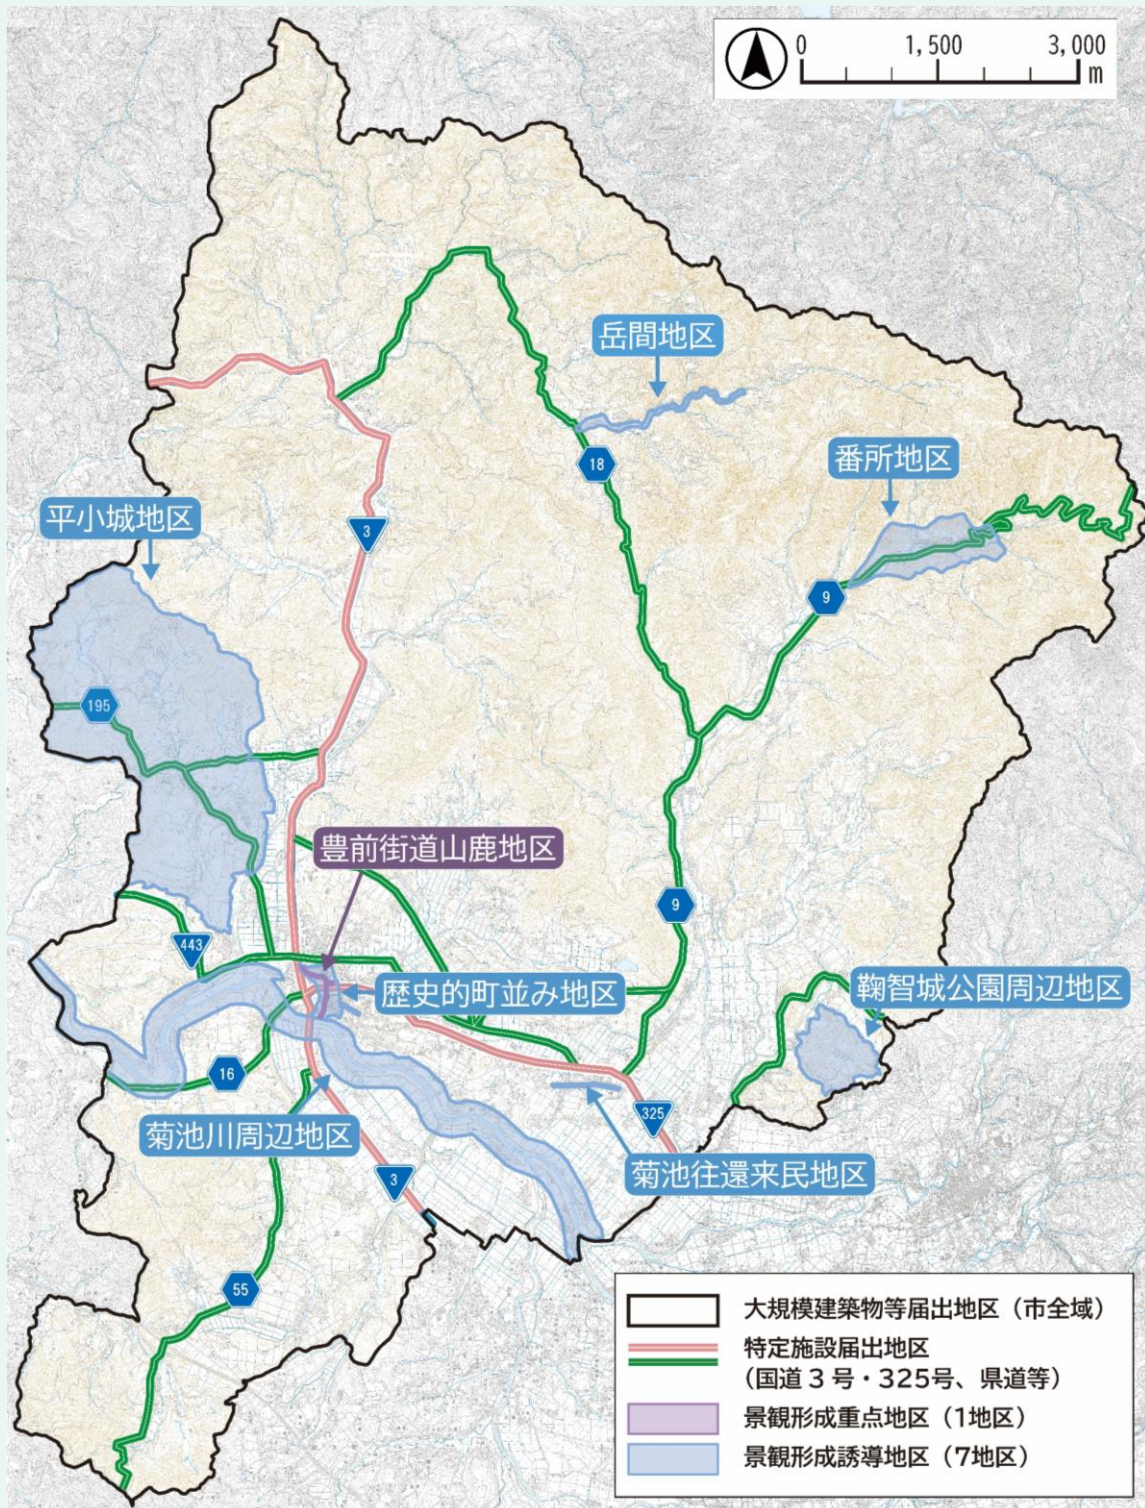 0 1,500 3,000
m
岳間地区
番所地区
18
平小城地区
3
9
195
豊前街道山鹿地区
9
443
歴史的町並み地区
鞠智城公園周辺地区
16
325
菊池川周辺地区
菊池往還来民地区
3
55
大規模建築物等届出地区（市全域）
特定施設届出地区
（国道3号・325号、県道等）
景観形成重点地区（1地区）
景観形成誘導地区（7地区）